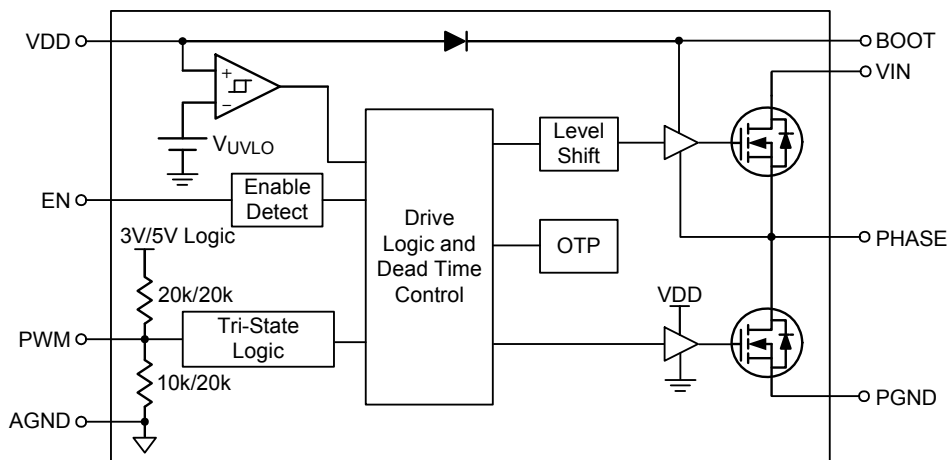 VDD
BOOT
VIN
+
−
VUVLO
Level
Shift
EN
Enable
Detect
3V/5V Logic
Drive
Logic and
Dead Time
Control
OTP
PHASE
20k/20k
VDD
PWM
Tri-State
Logic
10k/20k
PGND
AGND